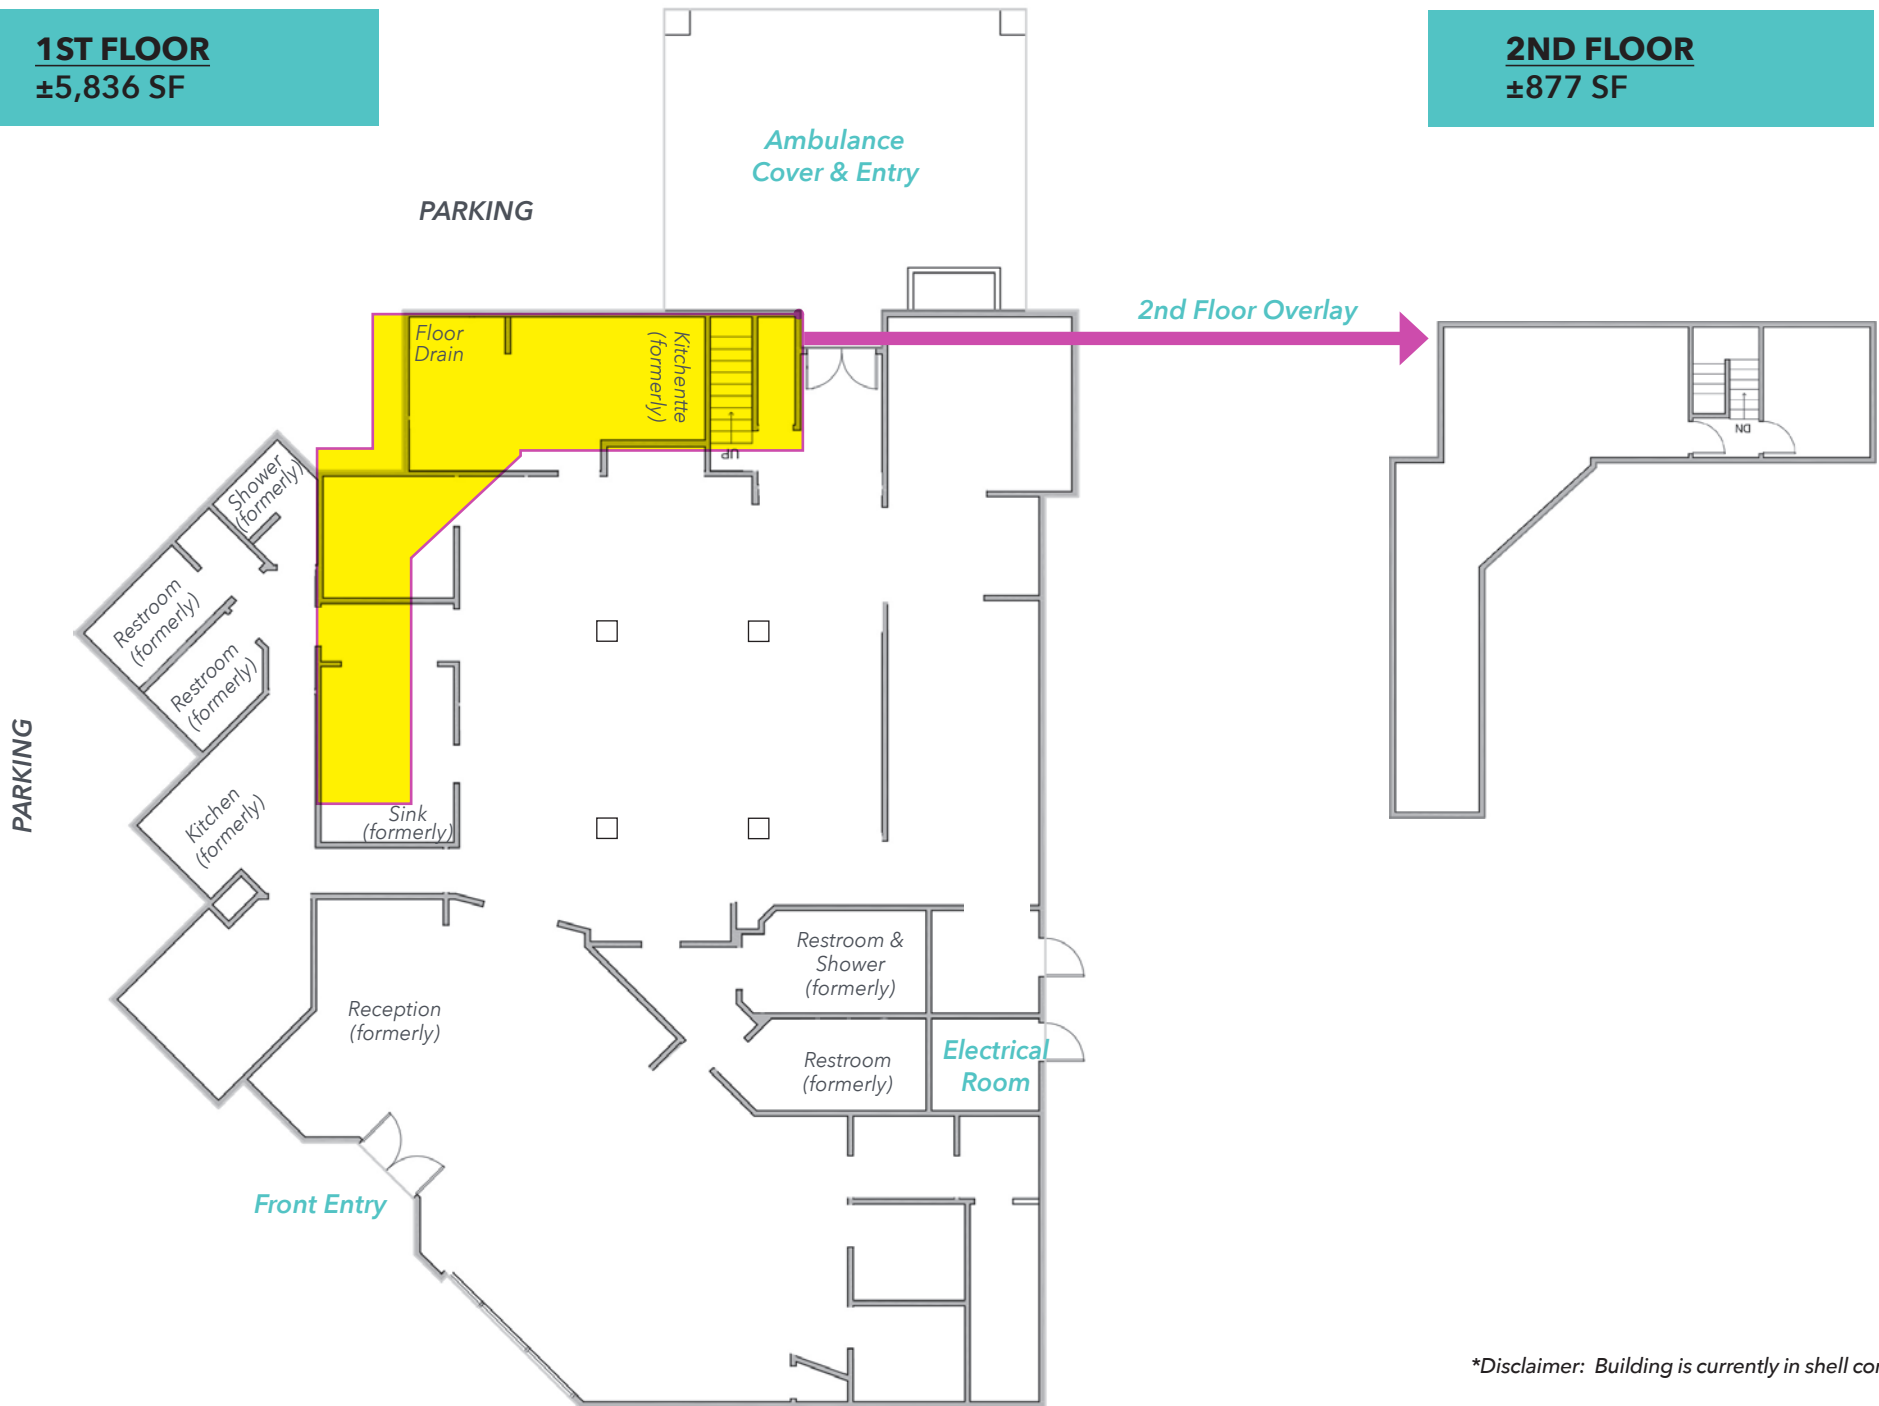 1ST FLOOR
±5,836 SF
2ND FLOOR
±877 SF
Ambulance
Cover & Entry
PARKING
2nd Floor Overlay
Floor
Drain
Kitchentte
(formerly)
UP
DN
Shower
(formerly)
Restroom
(formerly)
Restroom
(formerly)
PARKING
Kitchen
(formerly)
Sink
(formerly)
Restroom &
Shower
(formerly)
Reception
(formerly)
Restroom
(formerly)
Electrical
Room
Front Entry
*Disclaimer: Building is currently in shell